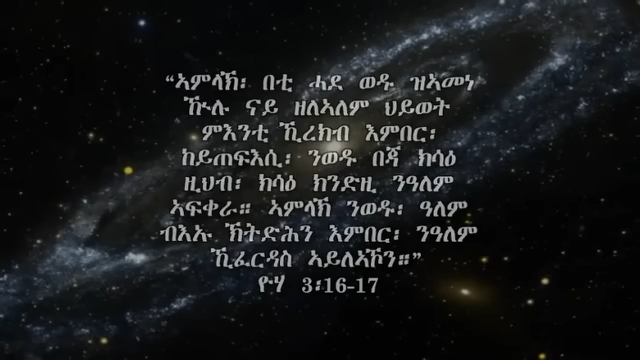 “ኣምላኽ፡ በቲ ሓደ ወዱ ዝኣመነ
ዅሉ ናይ ዘለኣለም ህይወት
ምእንቲ ኺረክብ እምበር፡
ከይጠፍእሲ፡ ንወዱ በጃ ክሳዕ
ዚህብ፡ ክሳዕ ክንድዚ ንዓለም
ኣፍቀራ። ኣምላኽ ንወዱ፡ ዓለም
ብእኡ ኽትድሕን እምበር፡ ንዓለም
ኺፈርዳስ ኣይለኣኾን።”
ዮሃ 3፡16-17